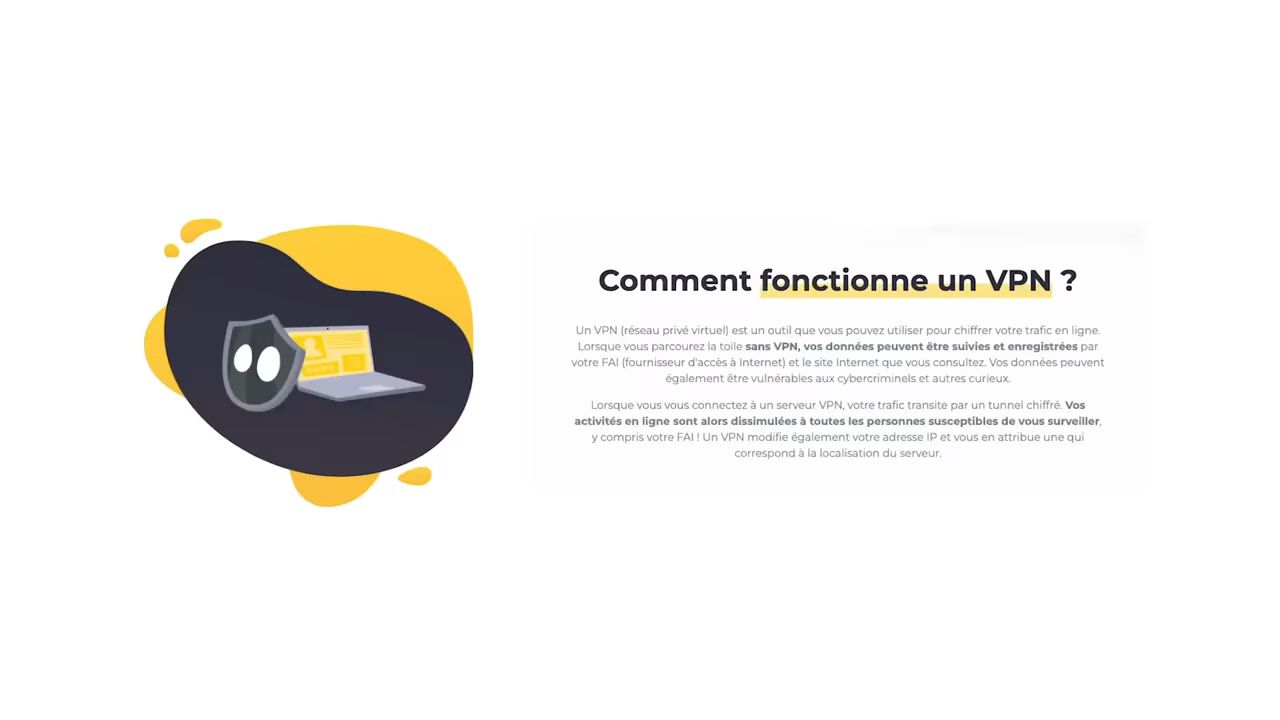 Comment fonctionne un VPN ?
Un VPN (réseau privé virtuel) est un outil que vous pouvez utiliser pour chiffrer votre trafic en ligne.
Lorsque vous parcourez la toile sans VPN, vos données peuvent être suivies et enregistrées par
votre FAI (fournisseur d'accès à Internet) et le site Internet que vous consultez. Vos données peuvent
également être vulnérables aux cybercriminels et autres curieux.
Lorsque vous vous connectez à un serveur VPN, votre trafic transite par un tunnel chiffré. Vos
activités en ligne sont alors dissimulées à toutes les personnes susceptibles de vous surveiller,
y compris votre FAI ! Un VPN modifie également votre adresse IP et vous en attribue une qui
correspond à la localisation du serveur.